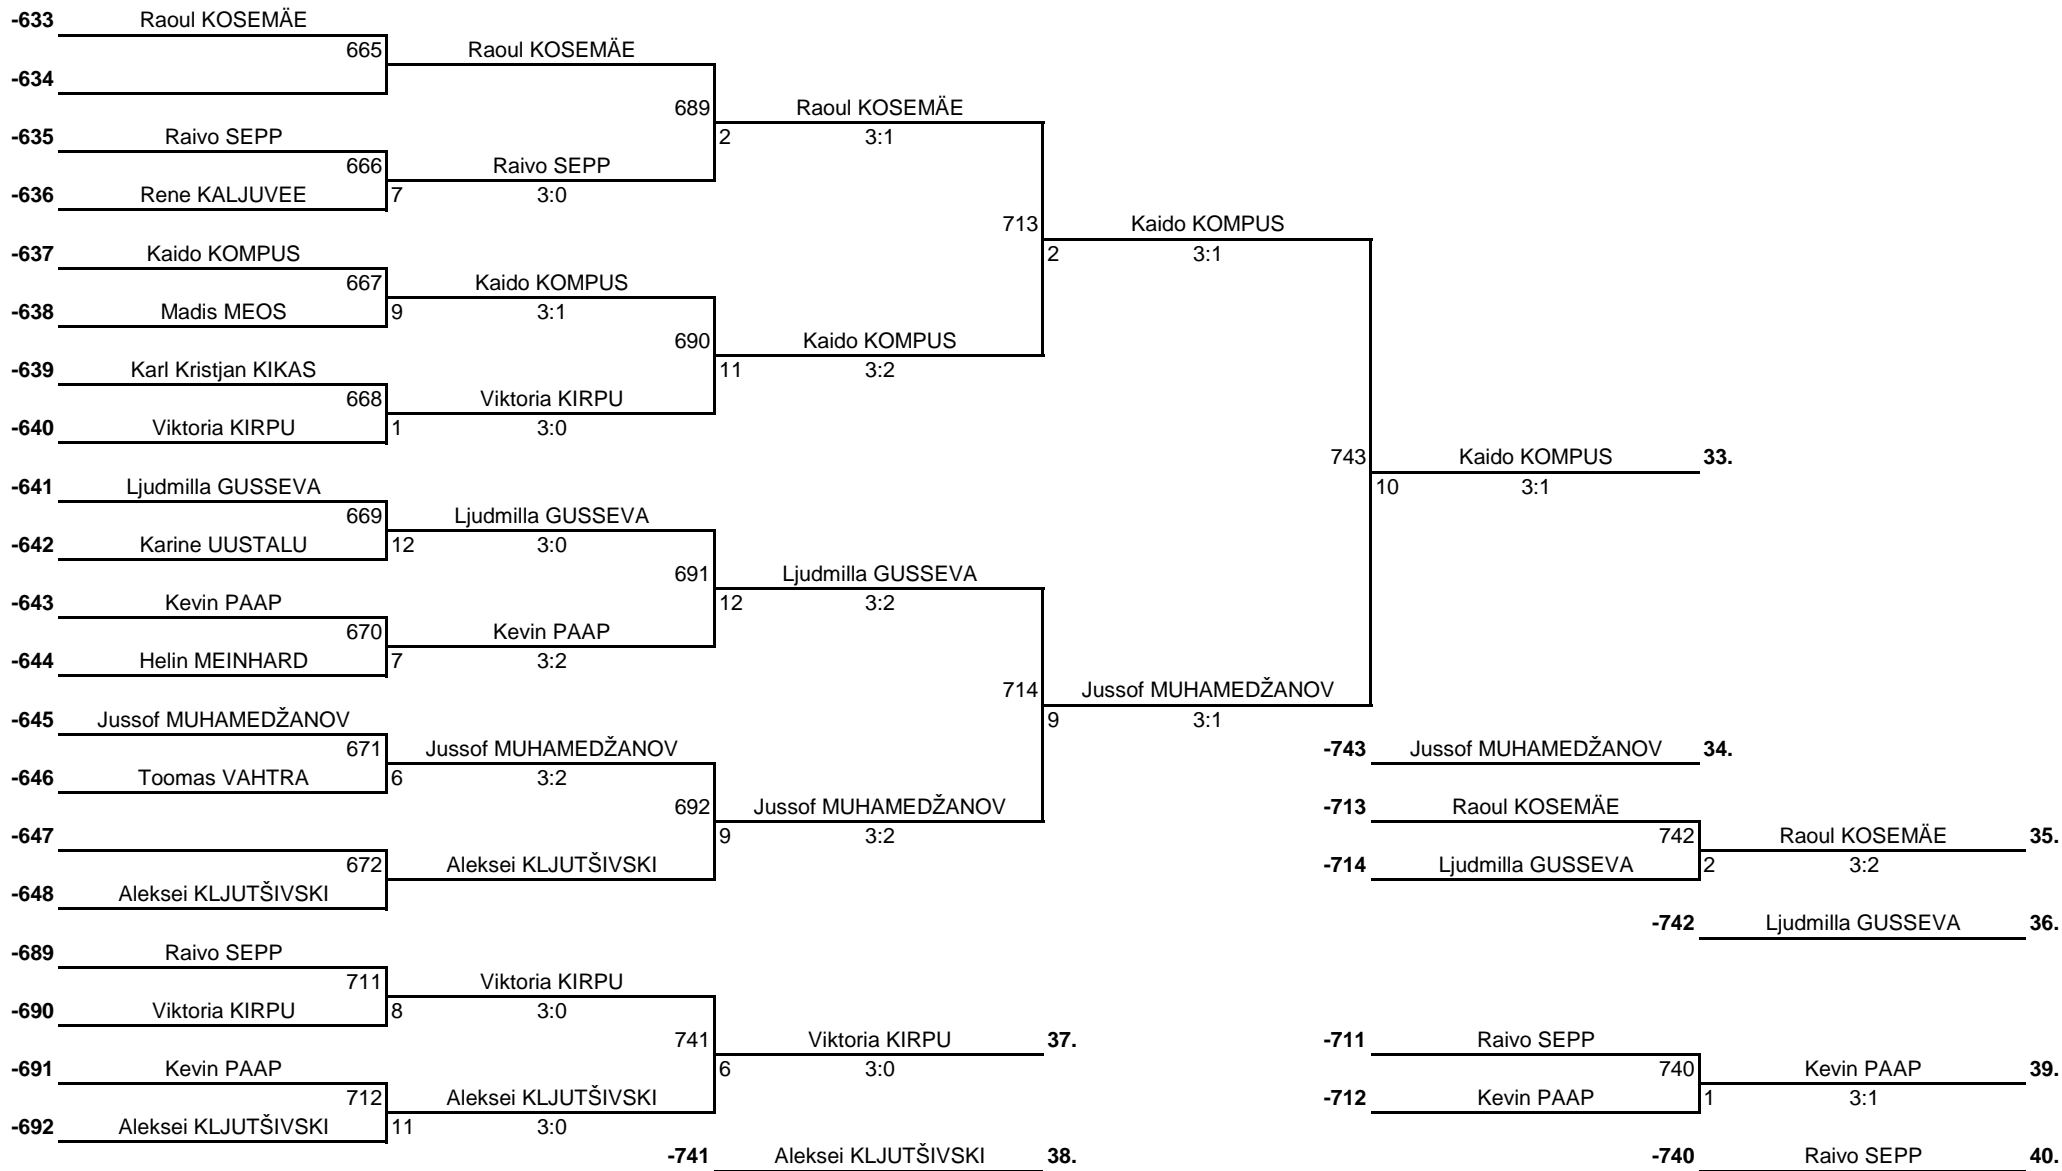 -633 Raoul KOSEMÄE
665 Raoul KOSEMÄE
-634
689 Raoul KOSEMÄE
-635 Raivo SEPP 2 3:1
666 Raivo SEPP
-636 Rene KALJUVEE 7 3:0
713 Kaido KOMPUS
-637 Kaido KOMPUS 2 3:1
667 Kaido KOMPUS
-638 Madis MEOS 9 3:1
690 Kaido KOMPUS
-639 Karl Kristjan KIKAS 11 3:2
668 Viktoria KIRPU
-640 Viktoria KIRPU 1 3:0
743 Kaido KOMPUS 33.
-641 Ljudmilla GUSSEVA 10 3:1
669 Ljudmilla GUSSEVA
-642 Karine UUSTALU 12 3:0
691 Ljudmilla GUSSEVA
-643 Kevin PAAP 12 3:2
670 Kevin PAAP
-644 Helin MEINHARD 7 3:2
714 Jussof MUHAMEDŽANOV
-645 Jussof MUHAMEDŽANOV 9 3:1
671 Jussof MUHAMEDŽANOV -743 Jussof MUHAMEDŽANOV 34.
-646 Toomas VAHTRA 6 3:2
692 Jussof MUHAMEDŽANOV -713 Raoul KOSEMÄE
-647 9 3:2 742 Raoul KOSEMÄE 35.
672 Aleksei KLJUTŠIVSKI -714 Ljudmilla GUSSEVA 2 3:2
-648 Aleksei KLJUTŠIVSKI
-742 Ljudmilla GUSSEVA 36.
-689 Raivo SEPP
711 Viktoria KIRPU
-690 Viktoria KIRPU 8 3:0
741 Viktoria KIRPU 37. -711 Raivo SEPP
-691 Kevin PAAP 6 3:0 740 Kevin PAAP 39.
712 Aleksei KLJUTŠIVSKI -712 Kevin PAAP 1 3:1
-692 Aleksei KLJUTŠIVSKI 11 3:0
-741 Aleksei KLJUTŠIVSKI 38. -740 Raivo SEPP 40.